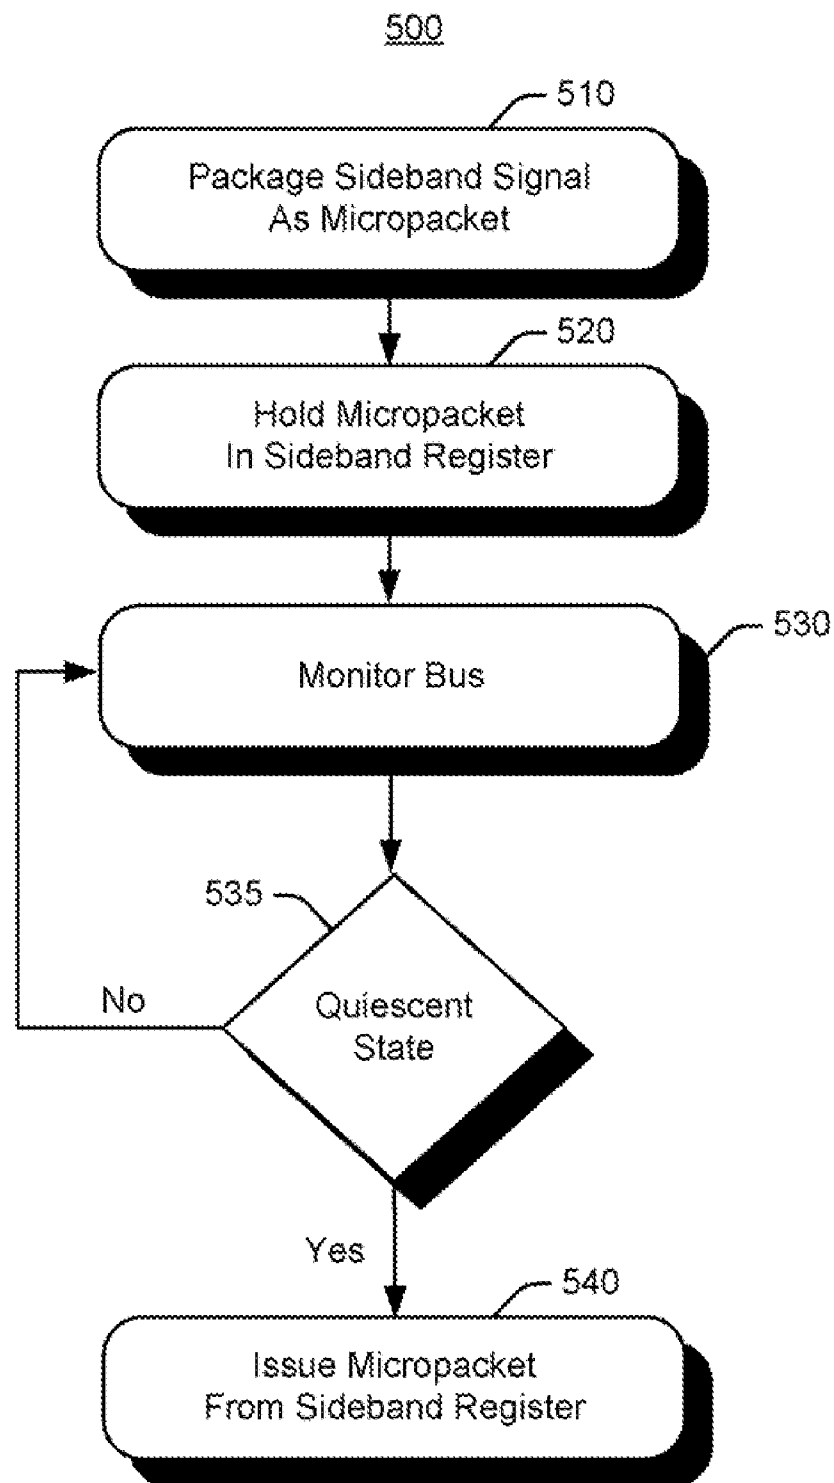 500
510
Package Sideband Signal
As Micropacket
520
Hold Micropacket
In Sideband Register
530
Monitor Bus
535
No
Quiescent
State
Yes
540
Issue Micropacket
From Sideband Register